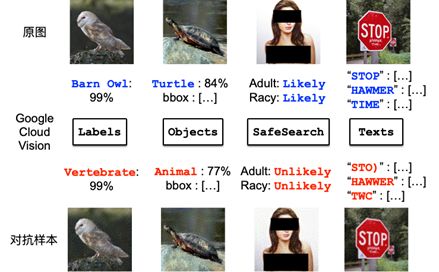 原图
Barn Owl:
99%
Turtle : 84%
bbox : [...]
Adult: Likely
Racy: Likely
“STOP” : [...]
“HAWMER” : [...]
“TIME” : [...]
Google
Cloud
Vision
Labels
Objects
SafeSearch
Texts
Vertebrate:
99%
Animal : 77%
bbox : [...]
Adult: Unlikely
Racy: Unlikely
“STO)” : [...]
“HAWWER” : [...]
“TWC” : [...]
对抗样本
STOP
STOP